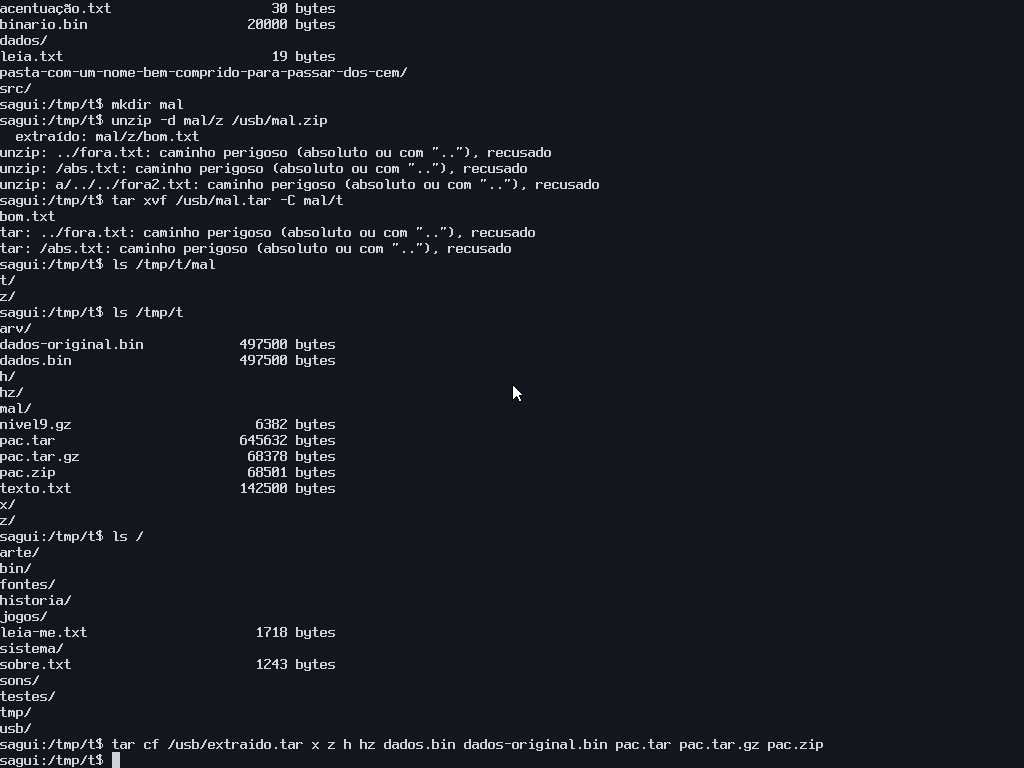 acentuação.txt                    30 bytes
binario.bin                    20000 bytes
dados/
leia.txt                          19 bytes
pasta-com-um-nome-bem-comprido-para-passar-dos-cem/
src/
sagui:/tmp/t$ mkdir mal
sagui:/tmp/t$ unzip -d mal/z /usb/mal.zip
  extraído: mal/z/bom.txt
unzip: ../fora.txt: caminho perigoso (absoluto ou com ".."), recusado
unzip: /abs.txt: caminho perigoso (absoluto ou com ".."), recusado
unzip: a/../../fora2.txt: caminho perigoso (absoluto ou com ".."), recusado
sagui:/tmp/t$ tar xvf /usb/mal.tar -C mal/t
bom.txt
tar: ../fora.txt: caminho perigoso (absoluto ou com ".."), recusado
tar: /abs.txt: caminho perigoso (absoluto ou com ".."), recusado
sagui:/tmp/t$ ls /tmp/t/mal
t/
z/
sagui:/tmp/t$ ls /tmp/t
arv/
dados-original.bin            497500 bytes
dados.bin                     497500 bytes
h/
hz/
mal/
nivel9.gz                       6382 bytes
pac.tar                       645632 bytes
pac.tar.gz                     68378 bytes
pac.zip                        68501 bytes
texto.txt                     142500 bytes
x/
z/
sagui:/tmp/t$ ls /
arte/
bin/
fontes/
historia/
jogos/
leia-me.txt                     1718 bytes
sistema/
sobre.txt                       1243 bytes
sons/
testes/
tmp/
usb/
sagui:/tmp/t$ tar cf /usb/extraido.tar x z h hz dados.bin dados-original.bin pac.tar pac.tar.gz pac.zip
sagui:/tmp/t$